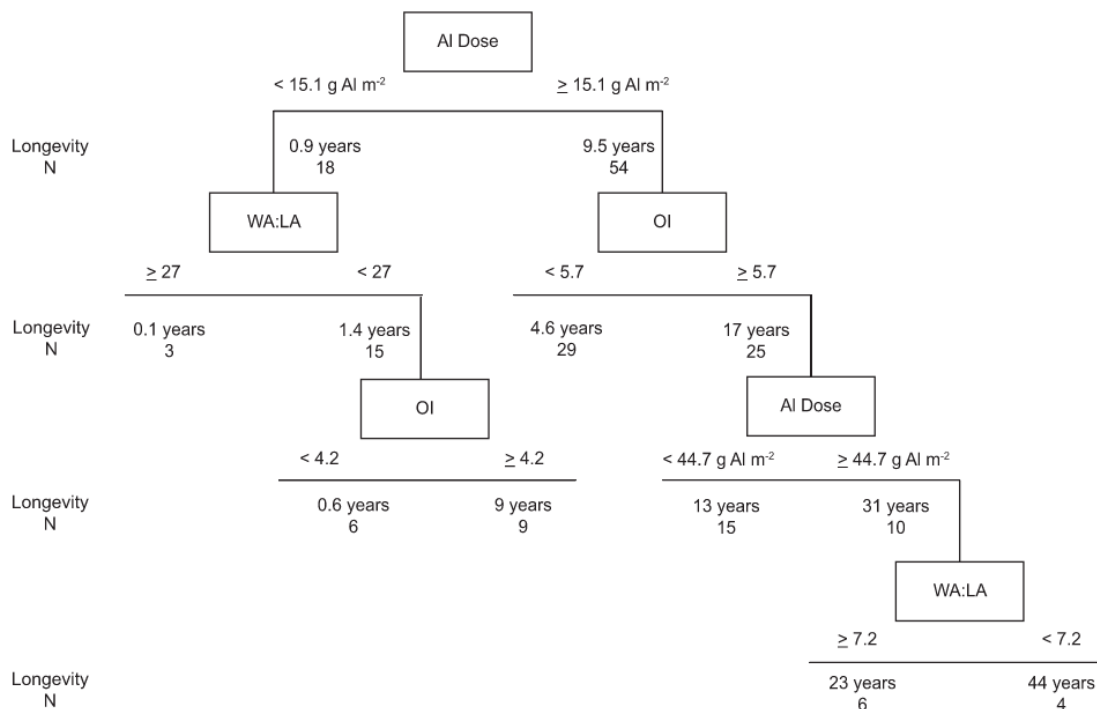 Al Dose
< 15.1 g Al m⁻² ≥ 15.1 g Al m⁻²
Longevity 0.9 years 9.5 years
N 18 54
WA:LA OI
≥ 27 < 27 < 5.7 ≥ 5.7
Longevity 0.1 years 1.4 years 4.6 years 17 years
N 3 15 29 25
OI Al Dose
< 4.2 ≥ 4.2 < 44.7 g Al m⁻² ≥ 44.7 g Al m⁻²
Longevity 0.6 years 9 years 13 years 31 years
N 6 9 15 10
WA:LA
≥ 7.2 < 7.2
Longevity 23 years 44 years
N 6 4